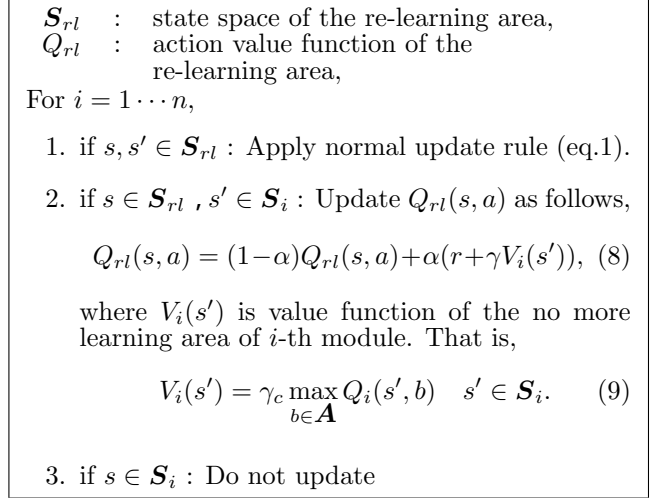 S_rl : state space of the re-learning area,
Q_rl : action value function of the
re-learning area,
For i = 1 ⋯ n,
1. if s, s′ ∈ S_rl : Apply normal update rule (eq.1).
2. if s ∈ S_rl , s′ ∈ S_i : Update Q_rl(s, a) as follows,
Q_rl(s, a) = (1−α)Q_rl(s, a)+α(r+γV_i(s′)), (8)
where V_i(s′) is value function of the no more
learning area of i-th module. That is,
V_i(s′) = γ_c max_{b∈A} Q_i(s′, b) s′ ∈ S_i. (9)
3. if s ∈ S_i : Do not update